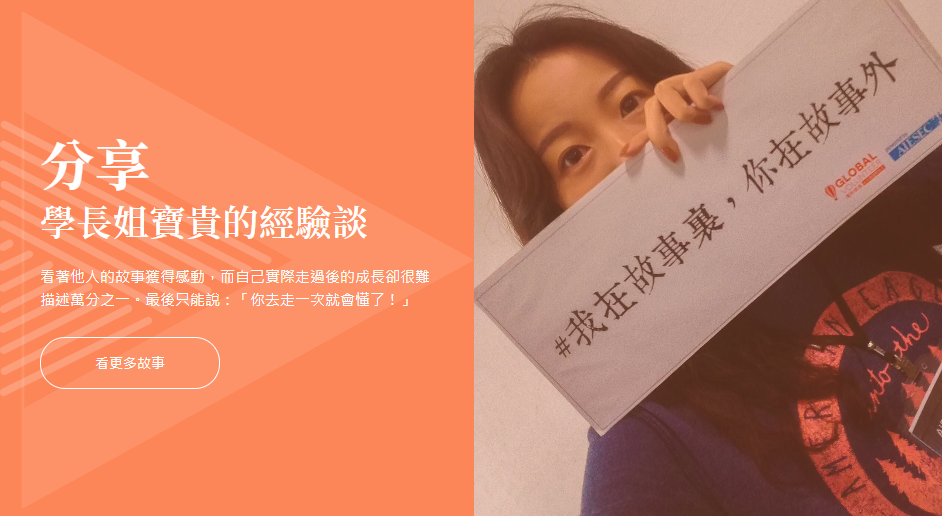 分享
學長姐寶貴的經驗談
看著他人的故事獲得感動，而自己實際走過後的成長卻很難
描述萬分之一。最後只能說：「你去走一次就會懂了！」
看更多故事
#我在故事裏，你在故事外
GLOBAL
AIESEC
into the